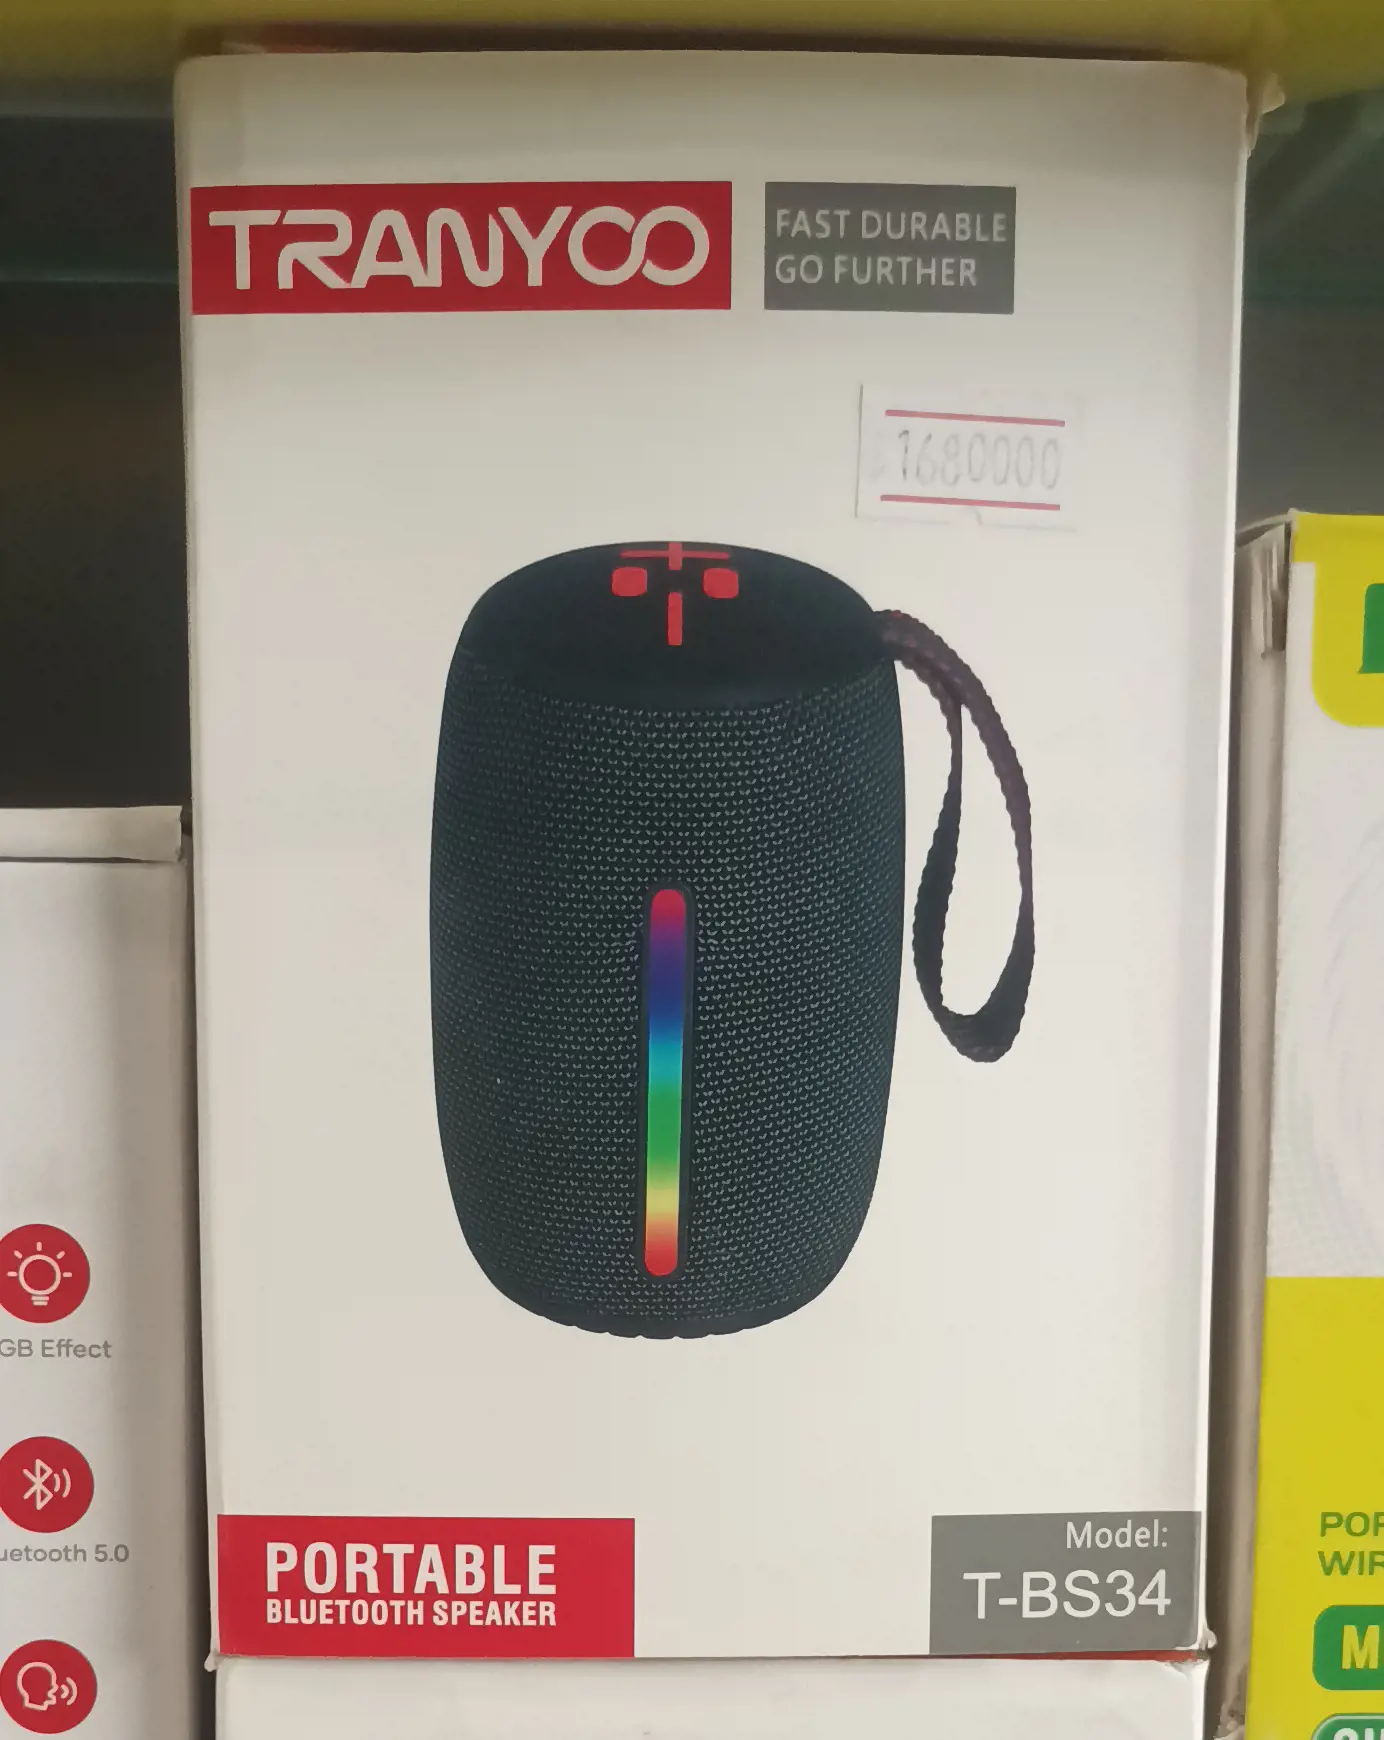 TRANYOO
FAST DURABLE
GO FURTHER
1680000
GB Effect
uetooth 5.0
PORTABLE
BLUETOOTH SPEAKER
Model:
T-BS34
POR
WIR
M